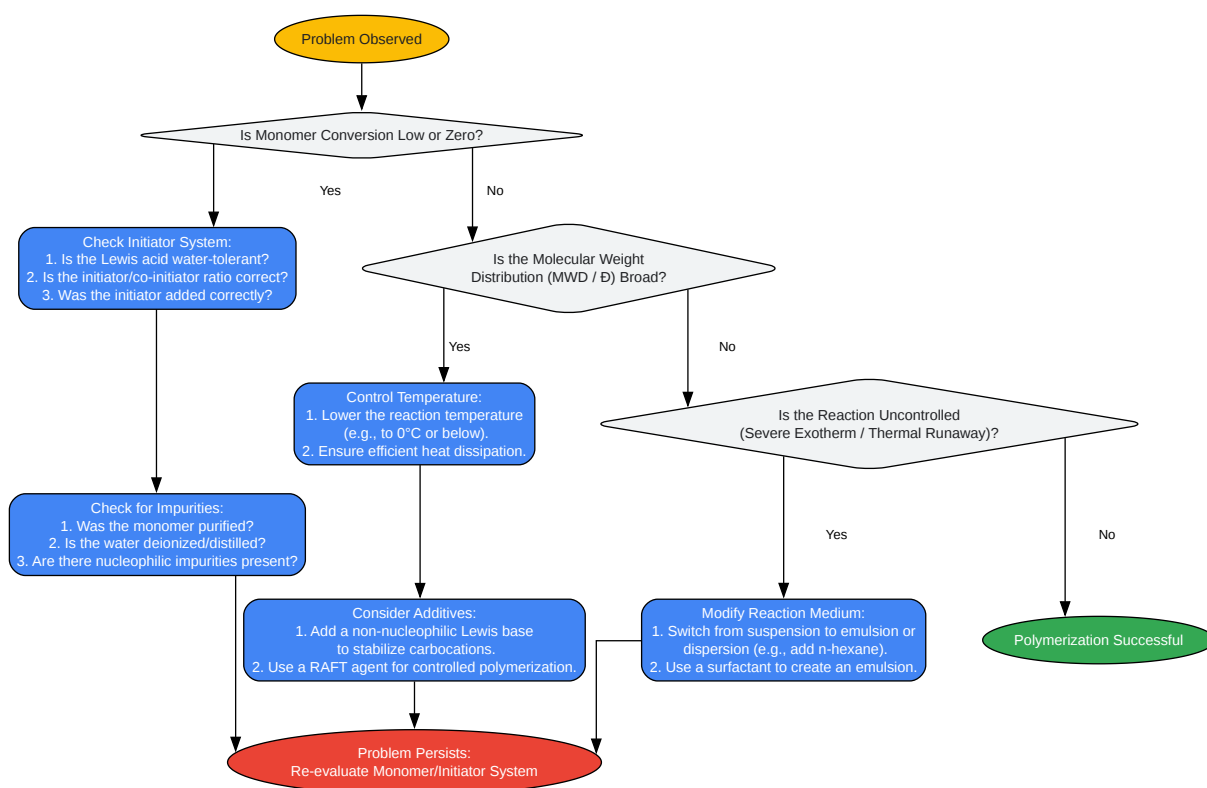 Problem Observed
Is Monomer Conversion Low or Zero?
Yes
No
Check Initiator System:
1. Is the Lewis acid water-tolerant?
2. Is the initiator/co-initiator ratio correct?
3. Was the initiator added correctly?
Is the Molecular Weight
Distribution (MWD / Đ) Broad?
Yes
No
Control Temperature:
1. Lower the reaction temperature
(e.g., to 0°C or below).
2. Ensure efficient heat dissipation.
Is the Reaction Uncontrolled
(Severe Exotherm / Thermal Runaway)?
Check for Impurities:
1. Was the monomer purified?
2. Is the water deionized/distilled?
3. Are there nucleophilic impurities present?
Yes
No
Consider Additives:
1. Add a non-nucleophilic Lewis base
to stabilize carbocations.
2. Use a RAFT agent for controlled polymerization.
Modify Reaction Medium:
1. Switch from suspension to emulsion or
dispersion (e.g., add n-hexane).
2. Use a surfactant to create an emulsion.
Polymerization Successful
Problem Persists:
Re-evaluate Monomer/Initiator System